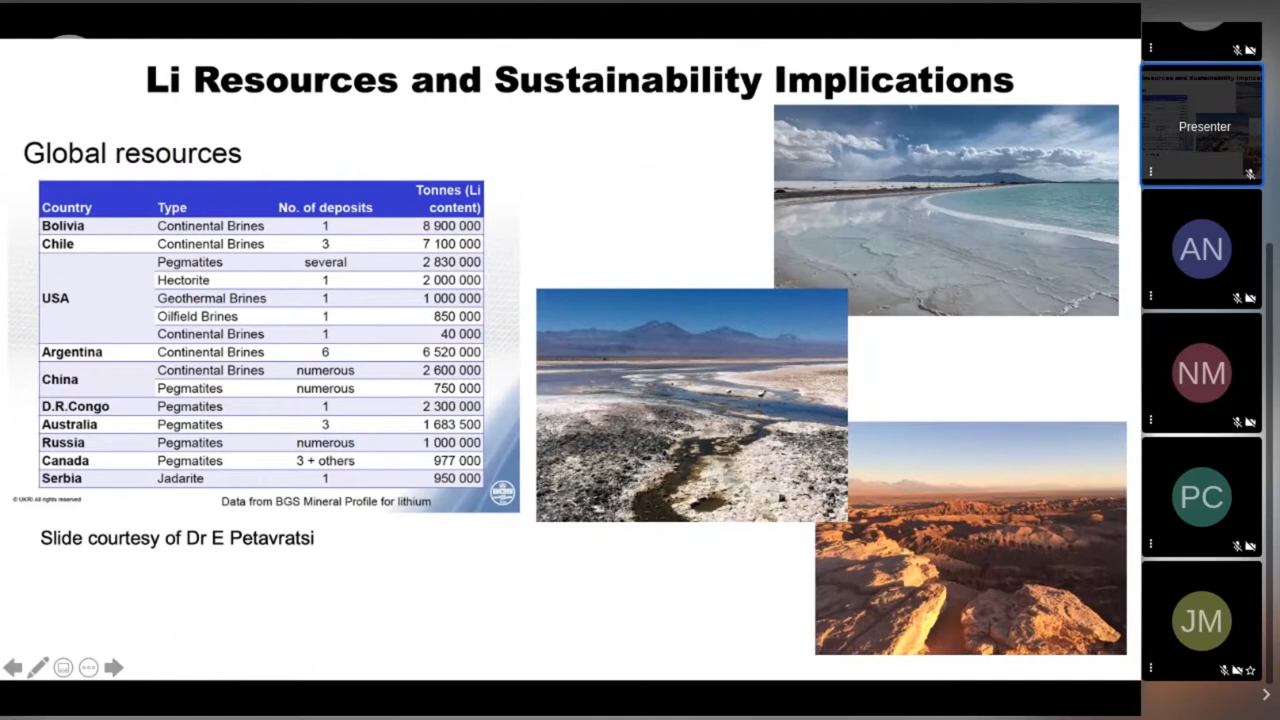 Li Resources and Sustainability Implications
Global resources
Country Type No. of deposits Tonnes (Li content)
Bolivia Continental Brines 1 8 900 000
Chile Continental Brines 3 7 100 000
USA Pegmatites several 2 830 000
Hectorite 1 2 000 000
Geothermal Brines 1 1 000 000
Oilfield Brines 1 850 000
Continental Brines 1 40 000
Argentina Continental Brines 6 6 520 000
China Continental Brines numerous 2 600 000
Pegmatites numerous 750 000
D.R.Congo Pegmatites 1 2 300 000
Australia Pegmatites 3 1 683 500
Russia Pegmatites numerous 1 000 000
Canada Pegmatites 3 + others 977 000
Serbia Jadarite 1 950 000
© UKRI All rights reserved
Data from BGS Mineral Profile for lithium
Slide courtesy of Dr E Petavratsi
Presenter
AN
NM
PC
JM